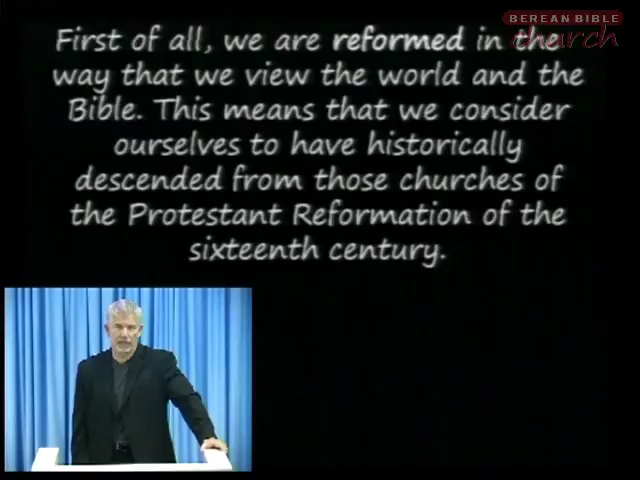 BEREAN BIBLE
church
First of all, we are reformed in the
way that we view the world and the
Bible. This means that we consider
ourselves to have historically
descended from those churches of
the Protestant Reformation of the
sixteenth century.